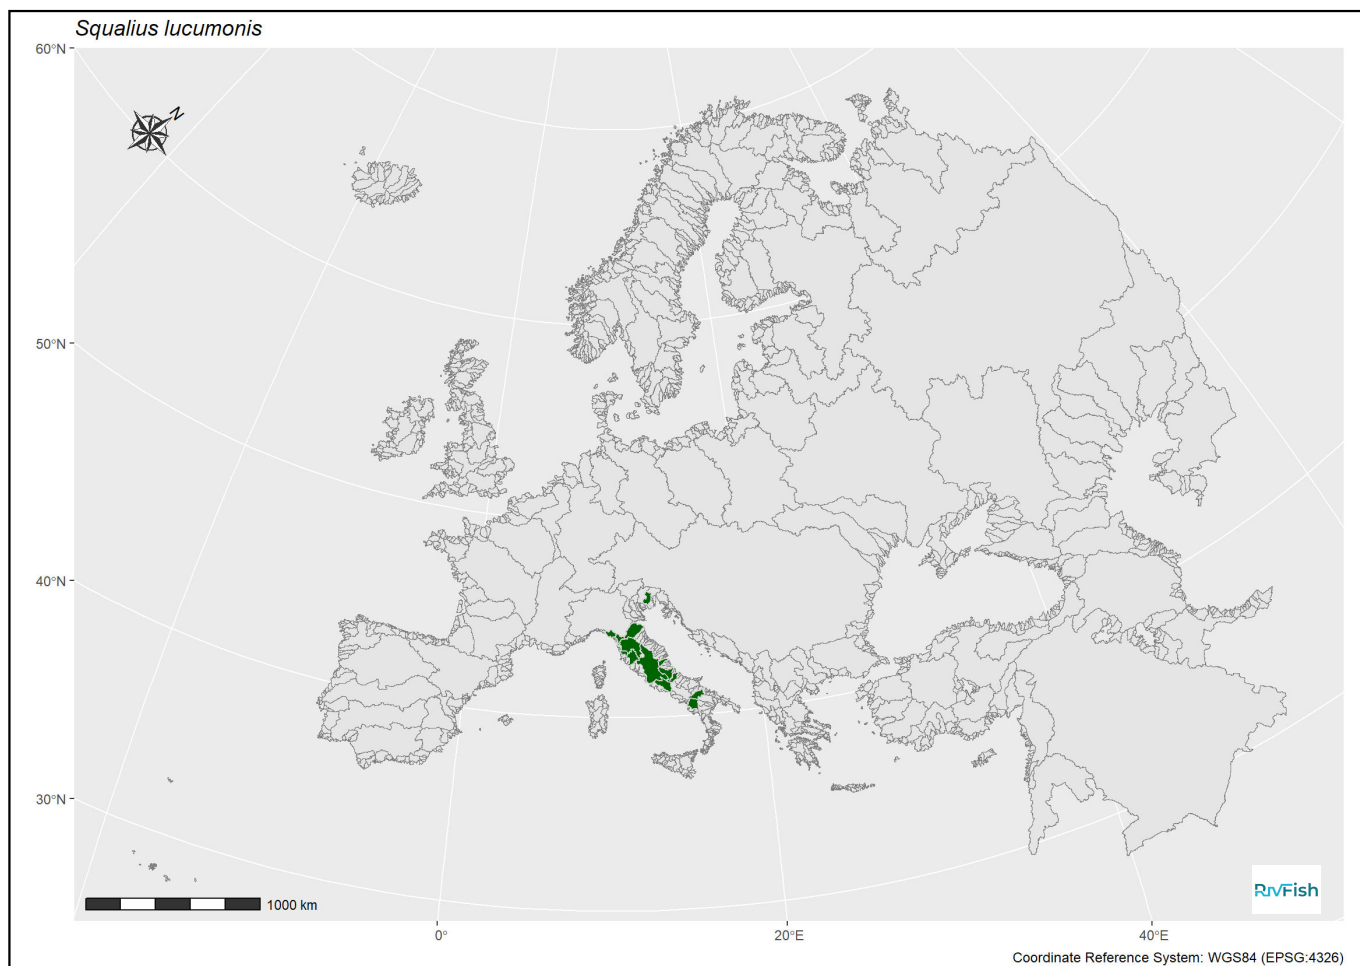 Squalius lucumonis
60°N
N
50°N
40°N
30°N
1000 km
RivFish
0°
20°E
40°E
Coordinate Reference System: WGS84 (EPSG:4326)